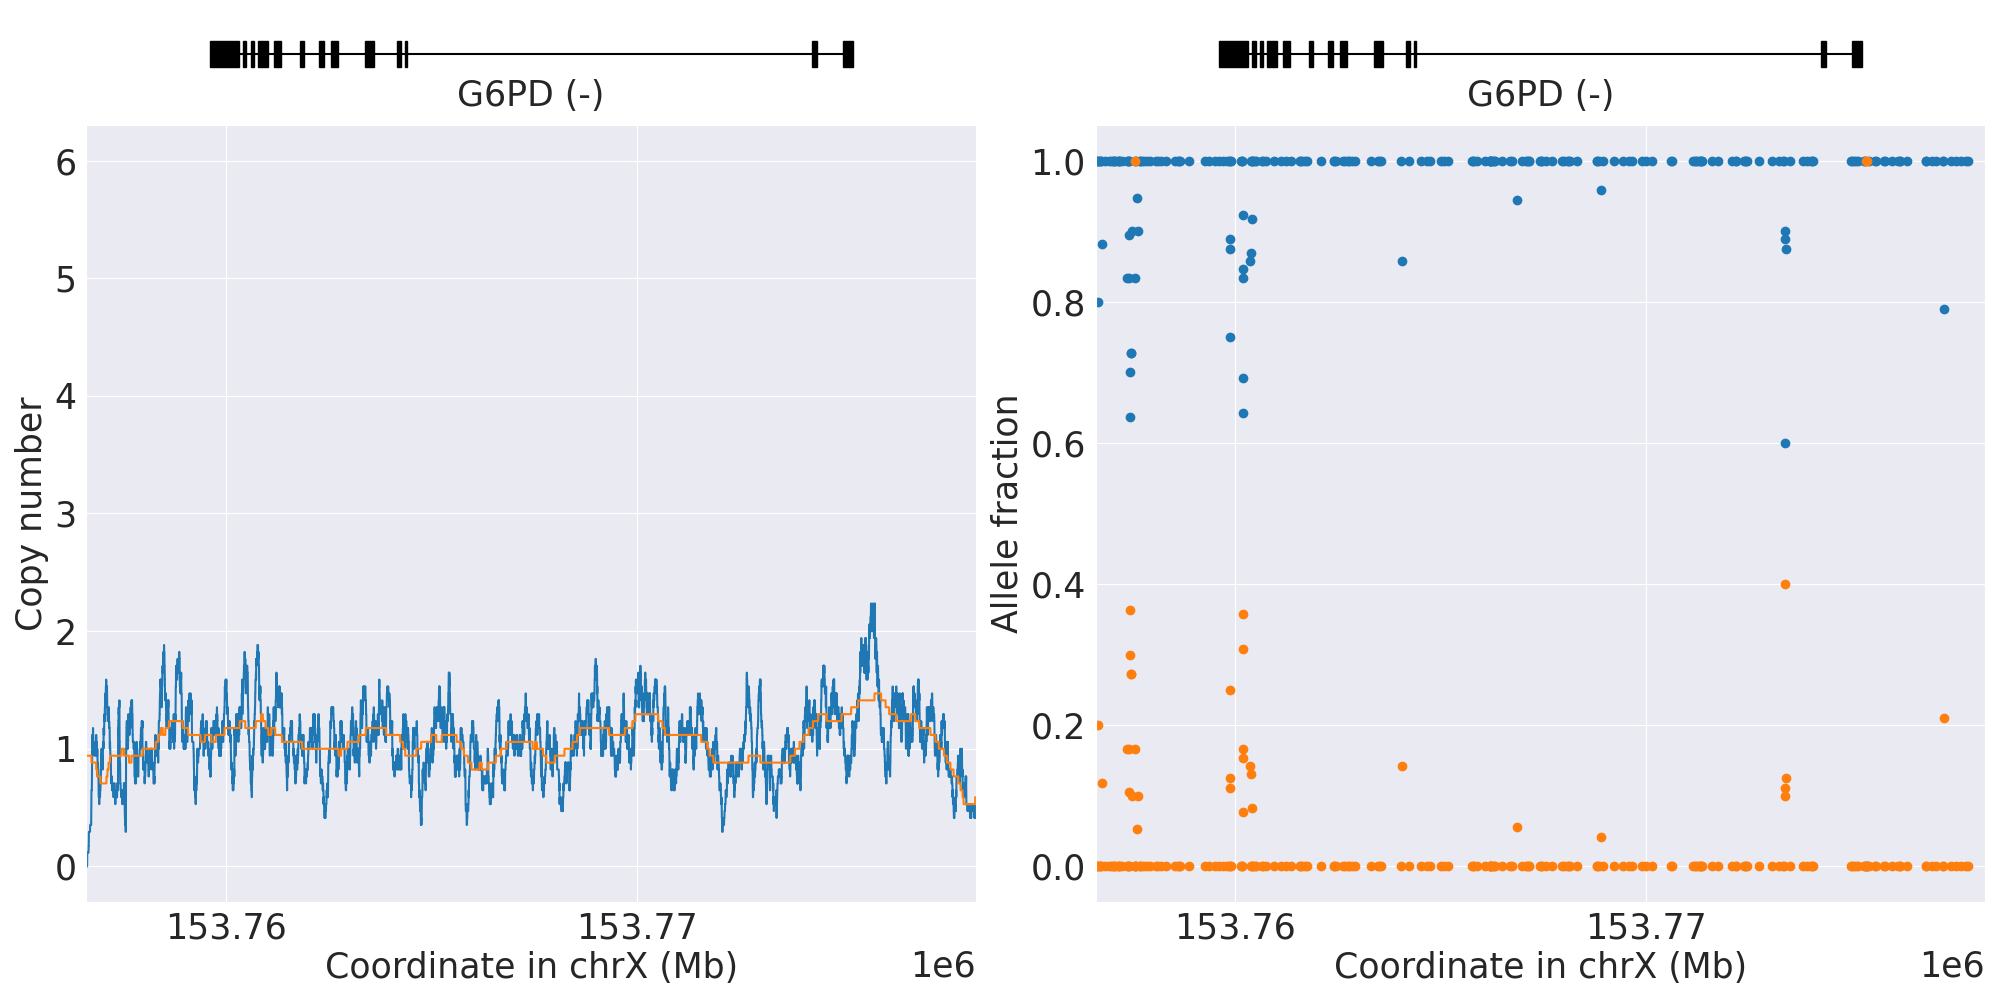 G6PD (-)
6
5
4
3
2
1
0
Copy number
153.76
153.77
Coordinate in chrX (Mb)
1e6
G6PD (-)
1.0
0.8
0.6
0.4
0.2
0.0
Allele fraction
153.76
153.77
Coordinate in chrX (Mb)
1e6